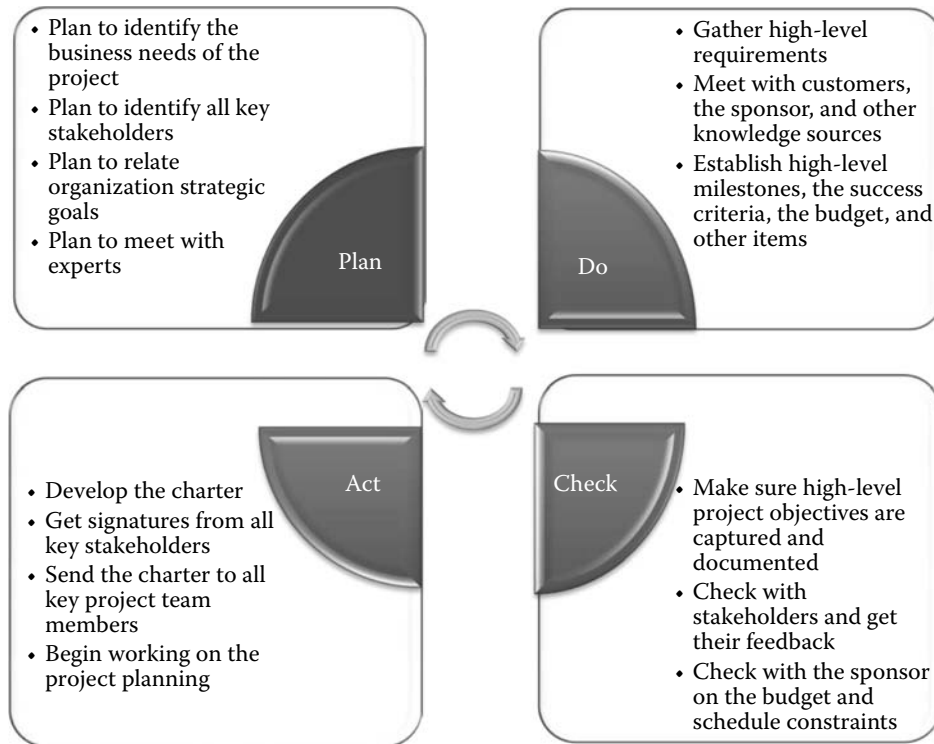 • Plan to identify the
business needs of the
project
• Plan to identify all key
stakeholders
• Plan to relate
organization strategic
goals
• Plan to meet with
experts
Plan
• Gather high-level
requirements
• Meet with customers,
the sponsor, and other
knowledge sources
• Establish high-level
milestones, the success
criteria, the budget, and
other items
Do
Act
• Develop the charter
• Get signatures from all
key stakeholders
• Send the charter to all
key project team
members
• Begin working on the
project planning
Check
• Make sure high-level
project objectives are
captured and
documented
• Check with
stakeholders and get
their feedback
• Check with the sponsor
on the budget and
schedule constraints